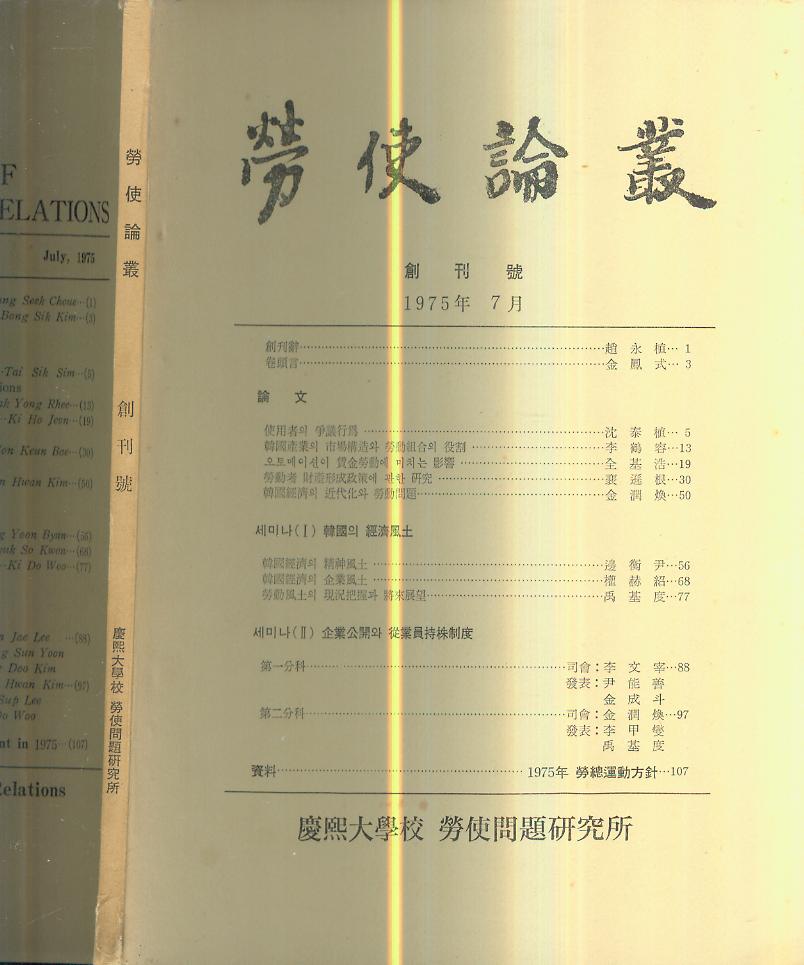 F
ELATIONS
July, 1975
ng Seek Choue…(1)
Bong Sik Kim…(3)
Tai Sik Sim…(5)
ions
ak Yong Rhee…(13)
Ki Ho Jeon…(19)
on Keun Bae…(30)
n Hwan Kim…(50)
g Yoon Byun…(56)
uk So Kwon…(68)
Ki Do Woo…(77)
n Jae Lee …(88)
g Sun Yoon
Doo Kim
Hwan Kim…(97)
Sup Lee
Do Woo
nt in 1975…(107)
elations
勞使論叢 創刊號 慶熙大學校 勞使問題硏究所
勞使論叢
創刊號
1975年 7月
創刊辭…趙永植…1
卷頭言…金鳳式…3
論文
使用者의 爭議行爲…沈泰植…5
韓國產業의 市場構造와 勞動組合의 役割…李鶴容…13
오토메이션이 賃金勞動에 미치는 影響…全基浩…19
勞動者 財產形成政策에 관한 硏究…裵遜根…30
韓國經濟의 近代化와 勞動問題…金潤煥…50
세미나(Ⅰ) 韓國의 經濟風土
韓國經濟의 精神風土…邊衡尹…56
韓國經濟의 企業風土…權赫紹…68
勞動風土의 現況把握과 將來展望…禹基度…77
세미나(Ⅱ) 企業公開와 從業員持株制度
第一分科…司會：李文宰…88
發表：尹能善
金成斗
第二分科…司會：金潤煥…97
發表：李甲燮
禹基度
資料…1975年 勞總運動方針…107
慶熙大學校 勞使問題硏究所